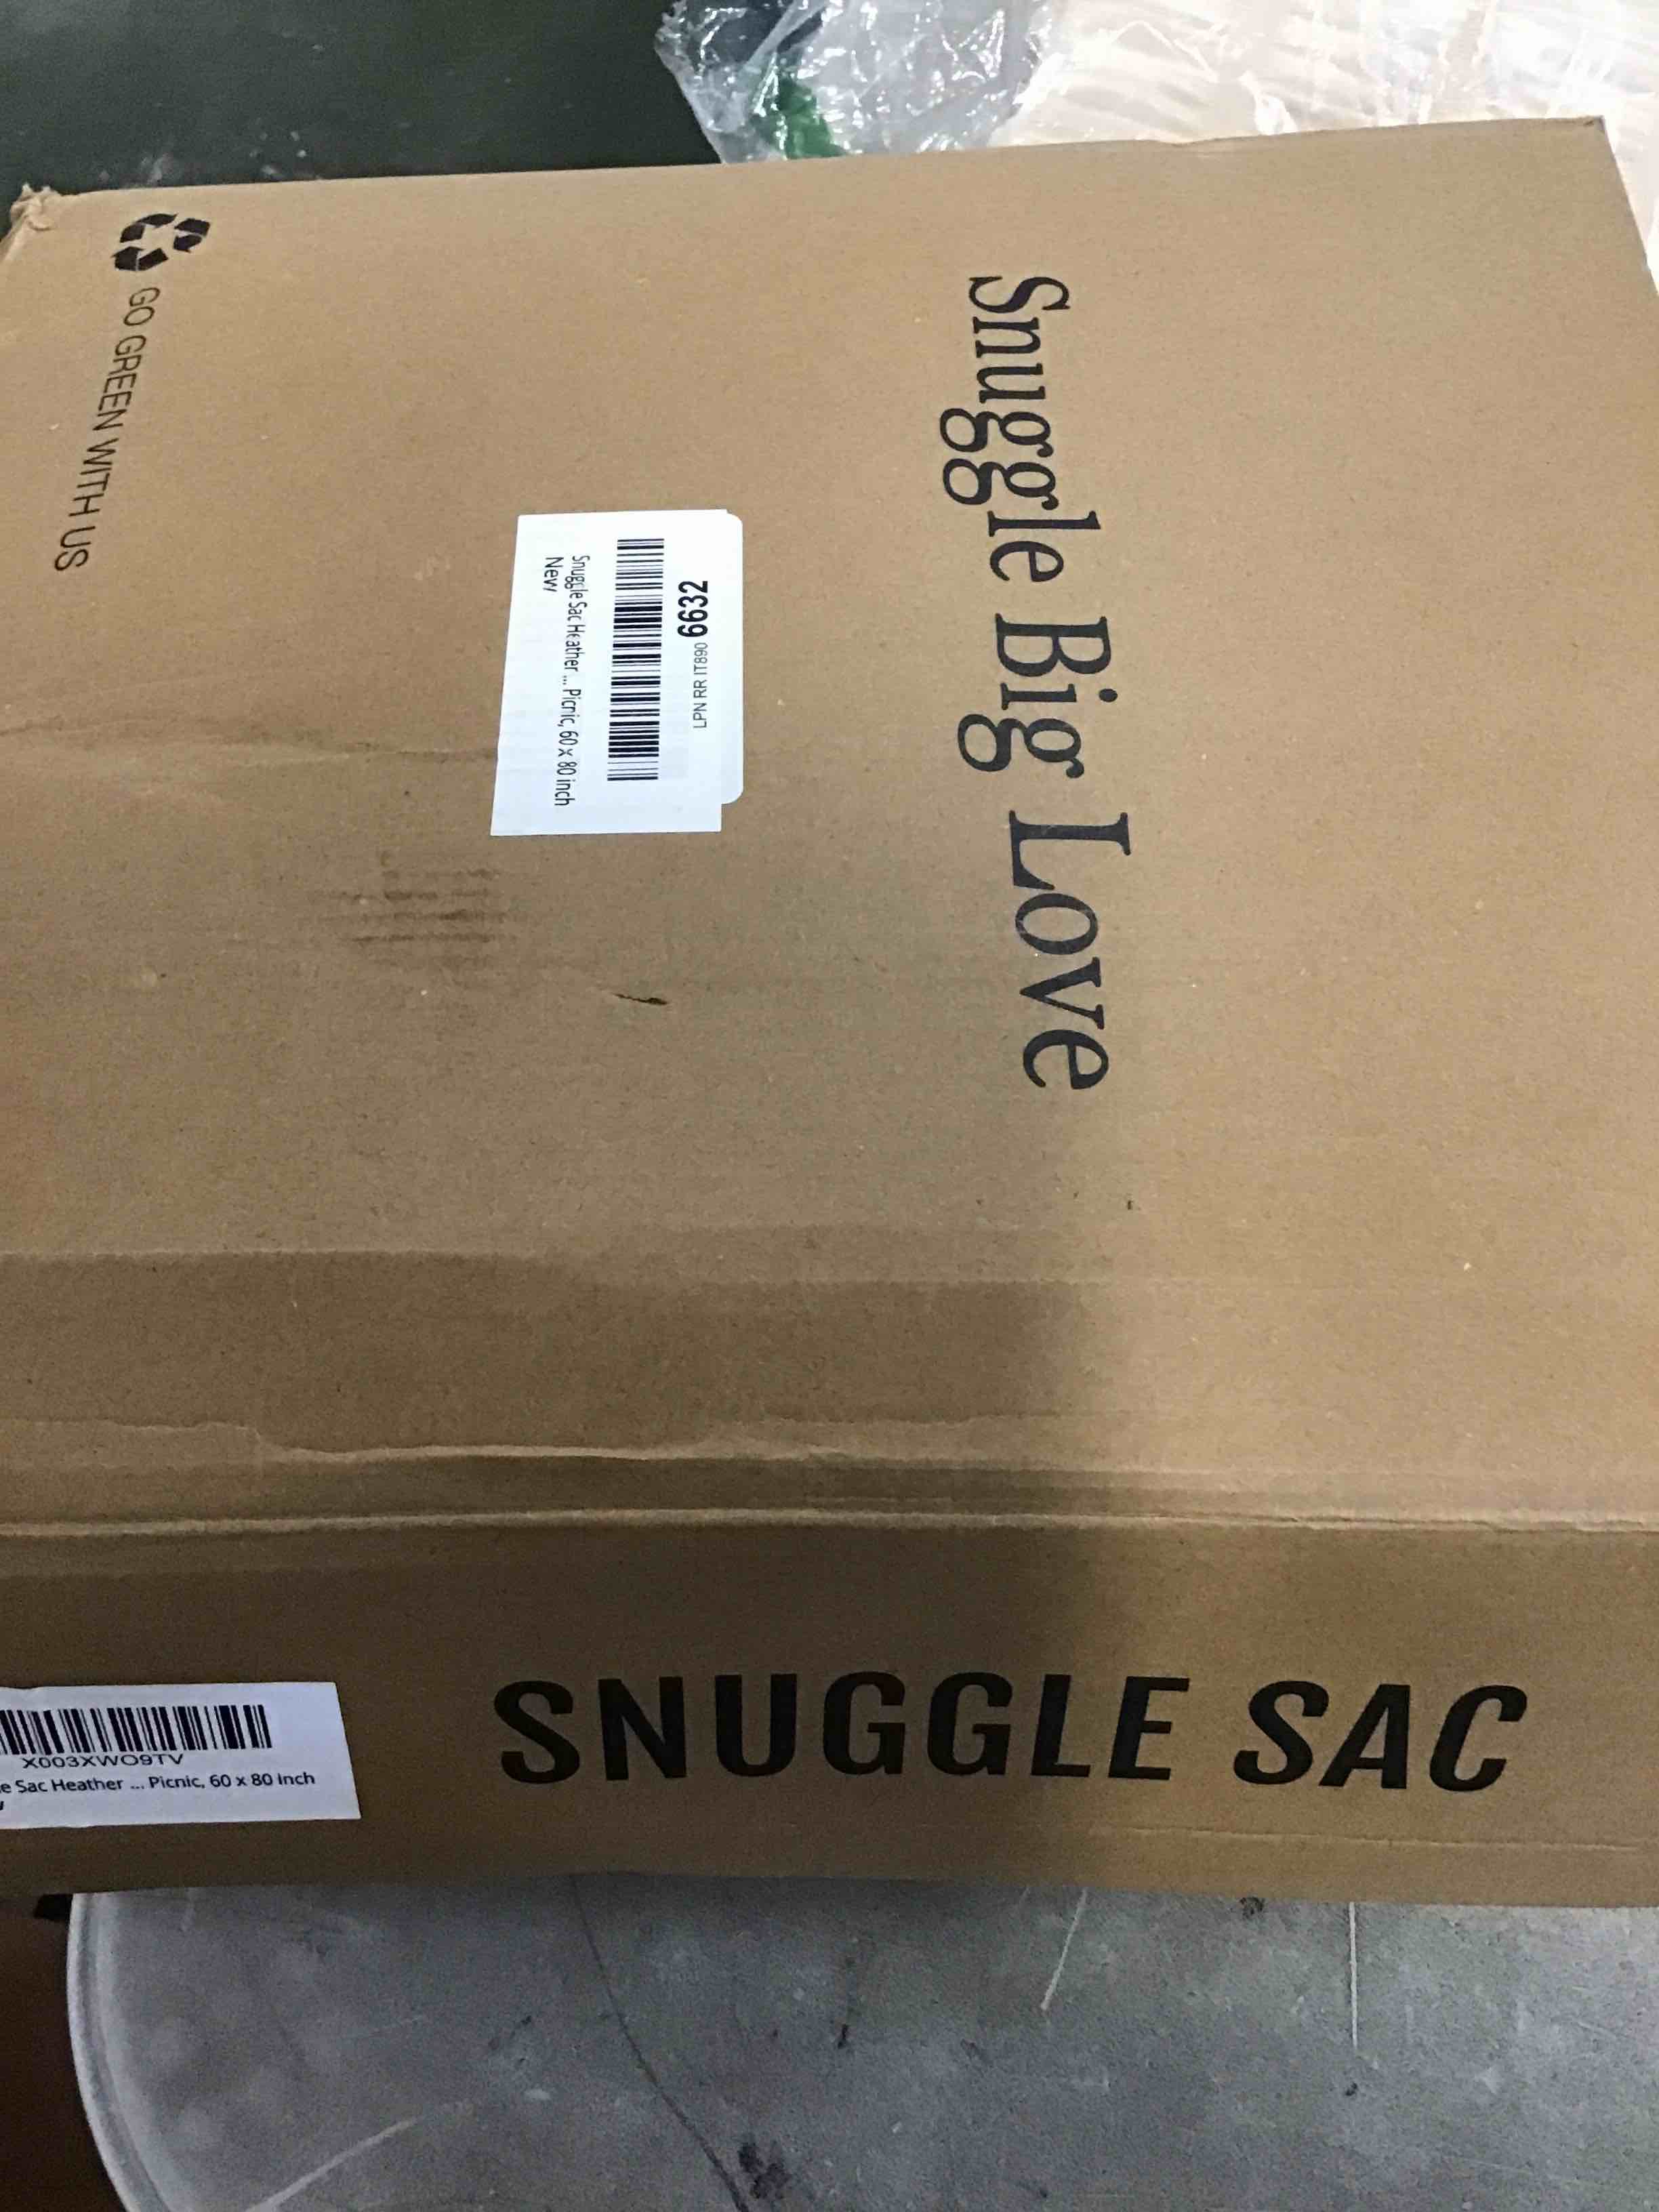 GO GREEN WITH US
Snuggle Big Love
LPN RR IT890 6632
Snuggle Sac Heather ... Picnic, 60 x 80 inch
New
SNUGGLE SAC
X003XWO9TV
e Sac Heather ... Picnic, 60 x 80 inch